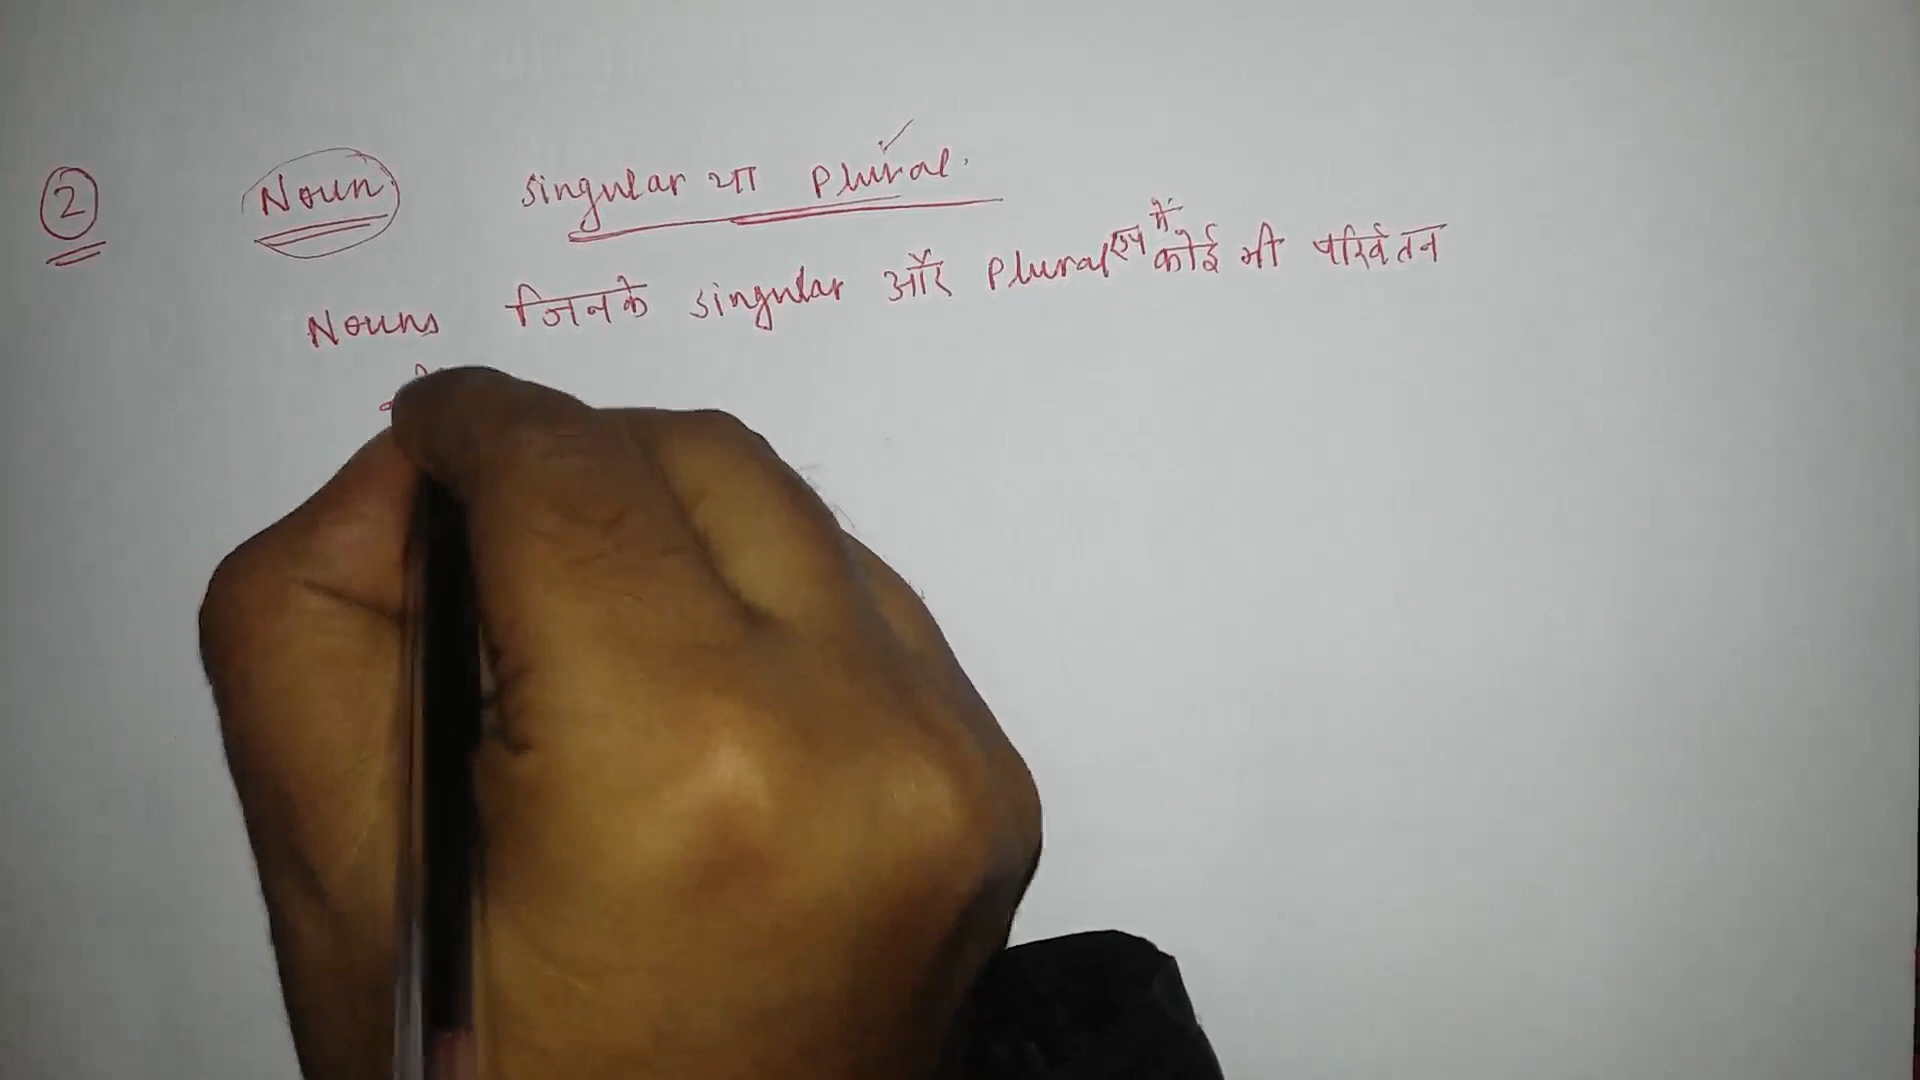 2 Noun singular या plural.
Nouns जिनके singular और plural रूप में कोई भी परिवर्तन